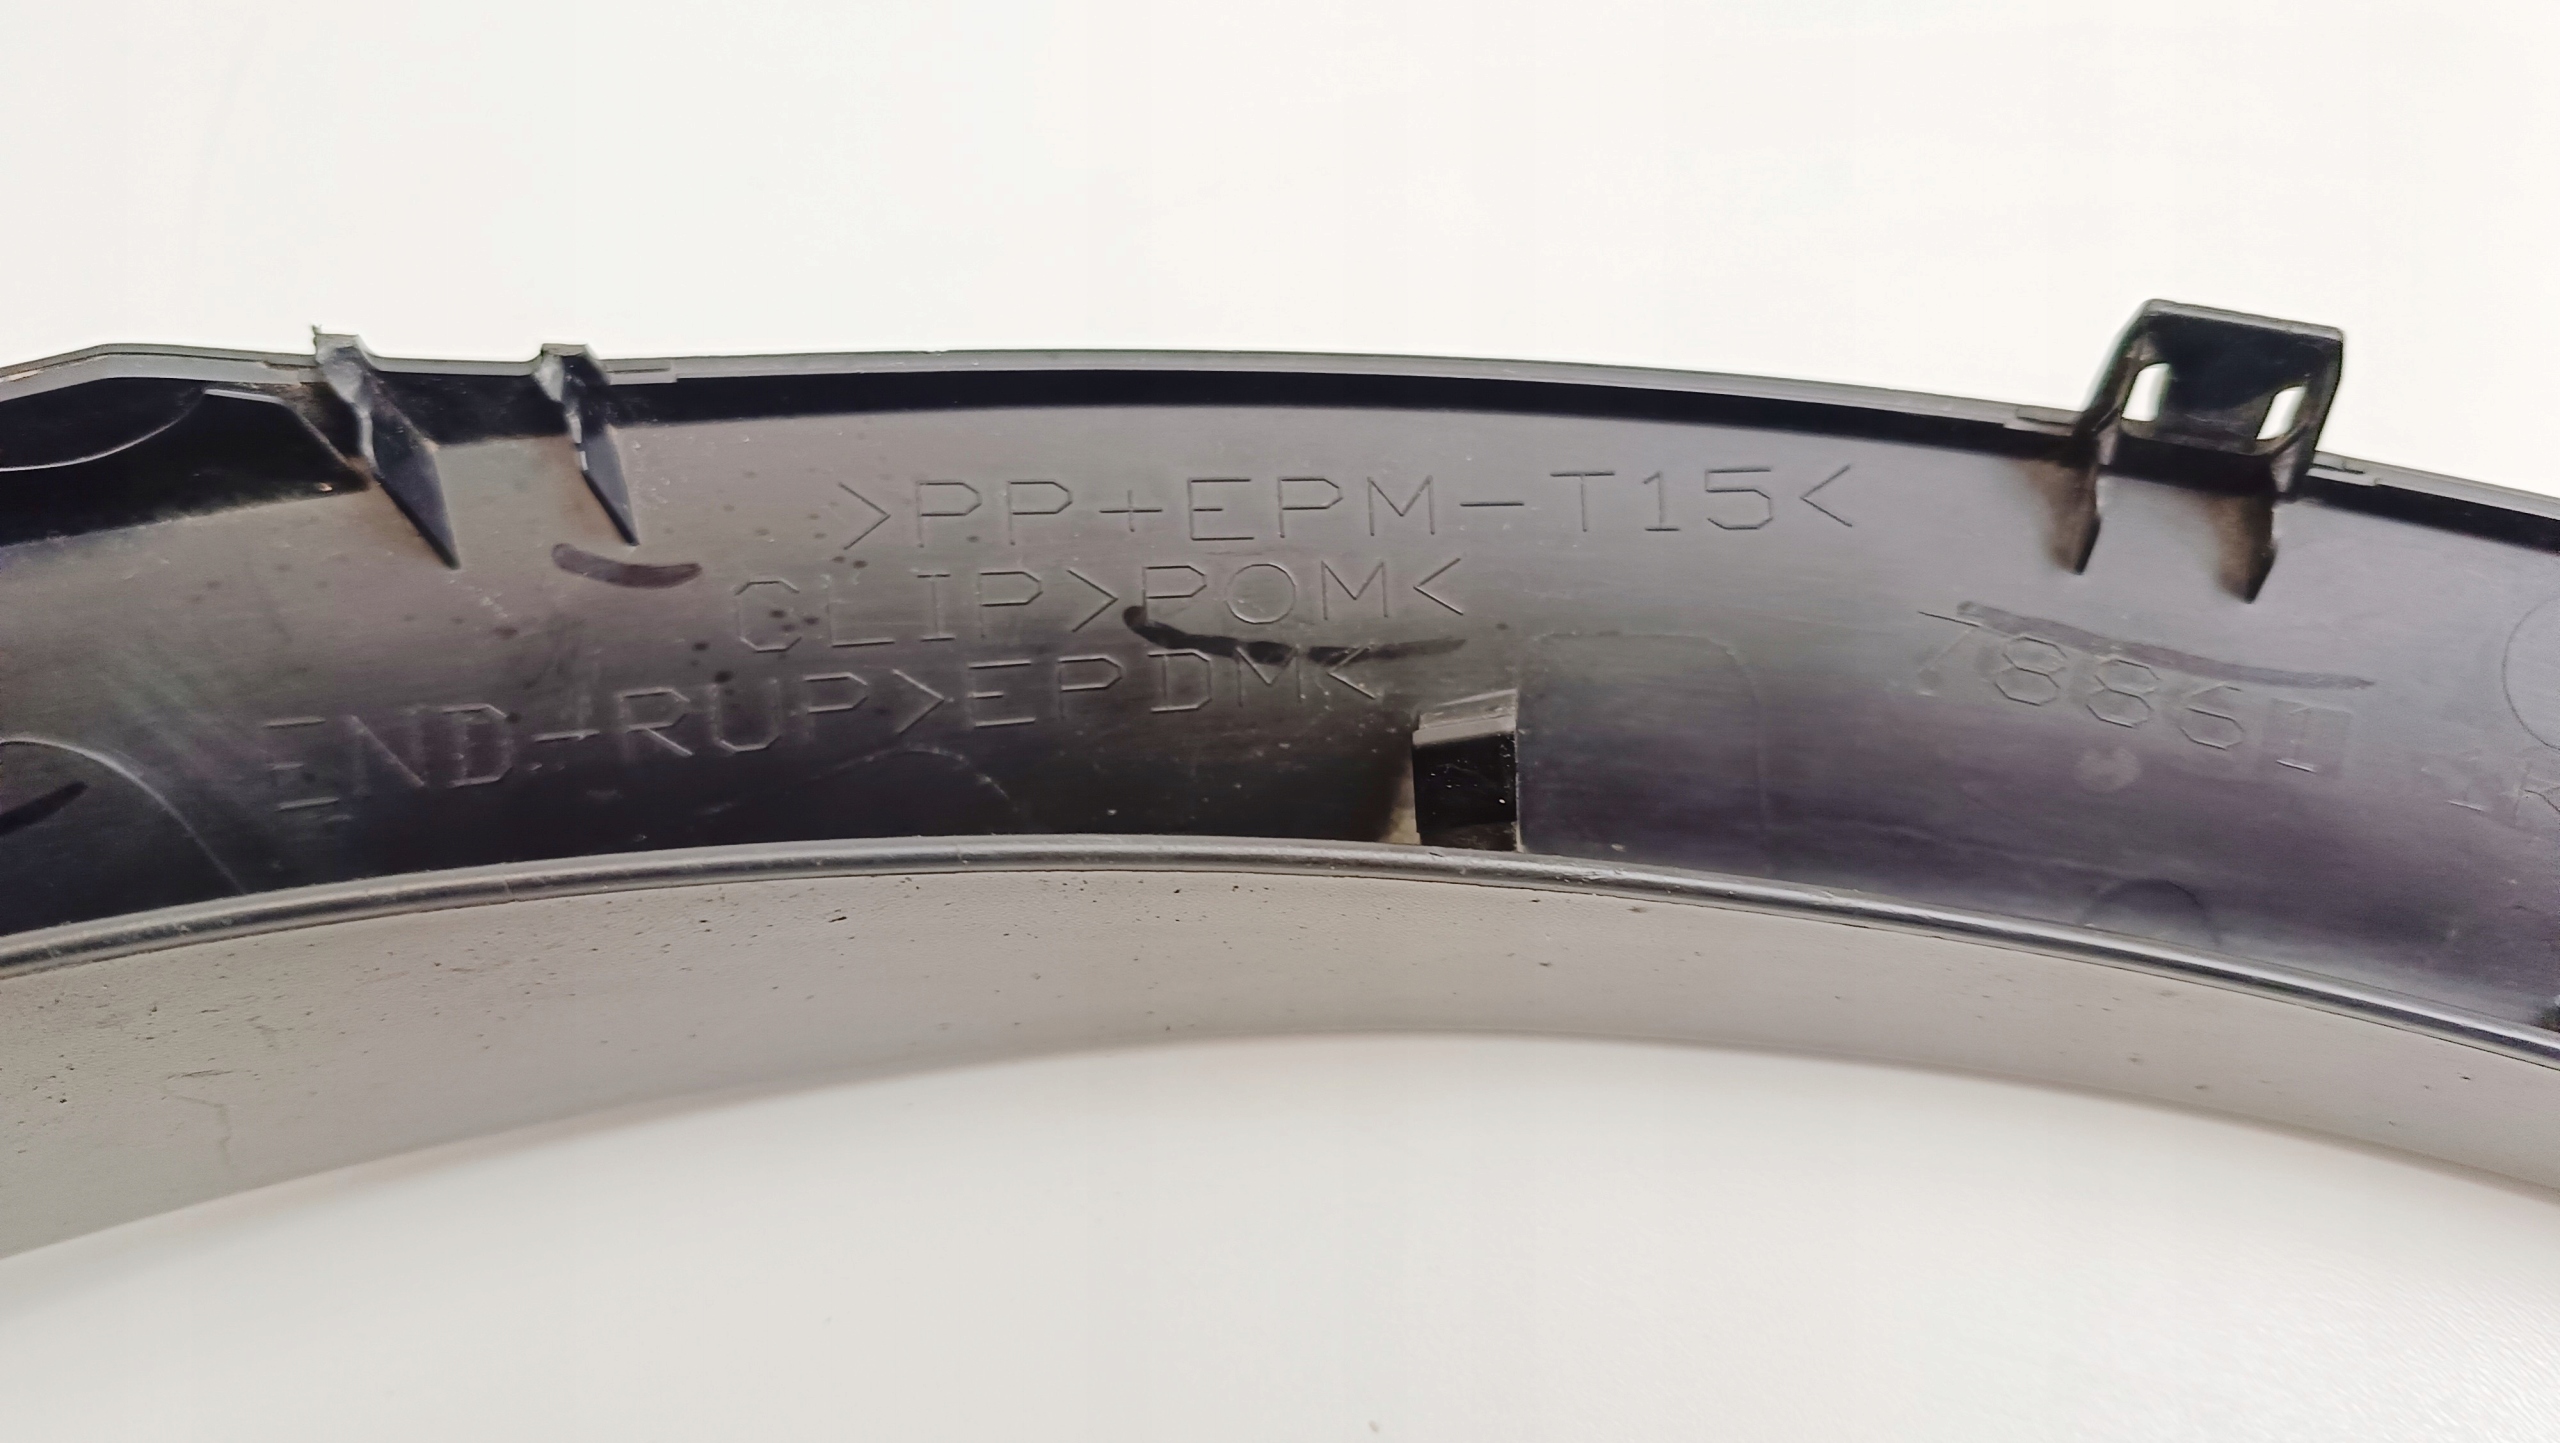 >PP+EPM-T15<
CLIP>POM<
END-RUP>EPDM<
78861